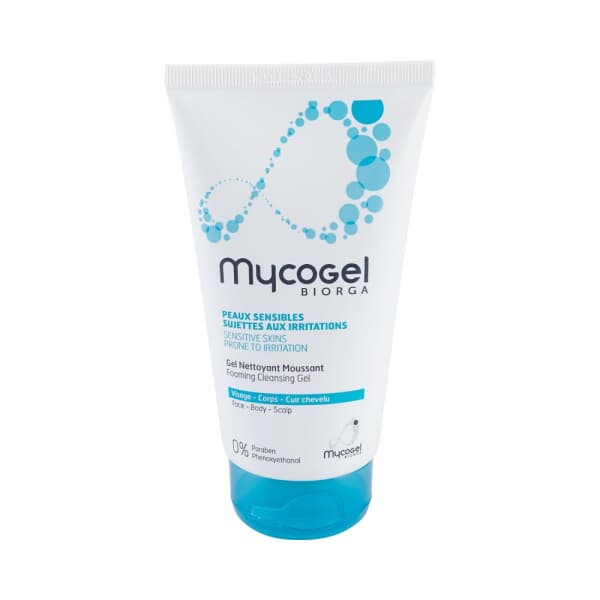 mycogel
BIORGA
PEAUX SENSIBLES
SUJETTES AUX IRRITATIONS
SENSITIVE SKINS
PRONE TO IRRITATION
Gel Nettoyant Moussant
Foaming Cleansing Gel
Visage - Corps - Cuir chevelu
Face - Body - Scalp
0% Paraben
Phenoxyethanol
mycogel
BIORGA